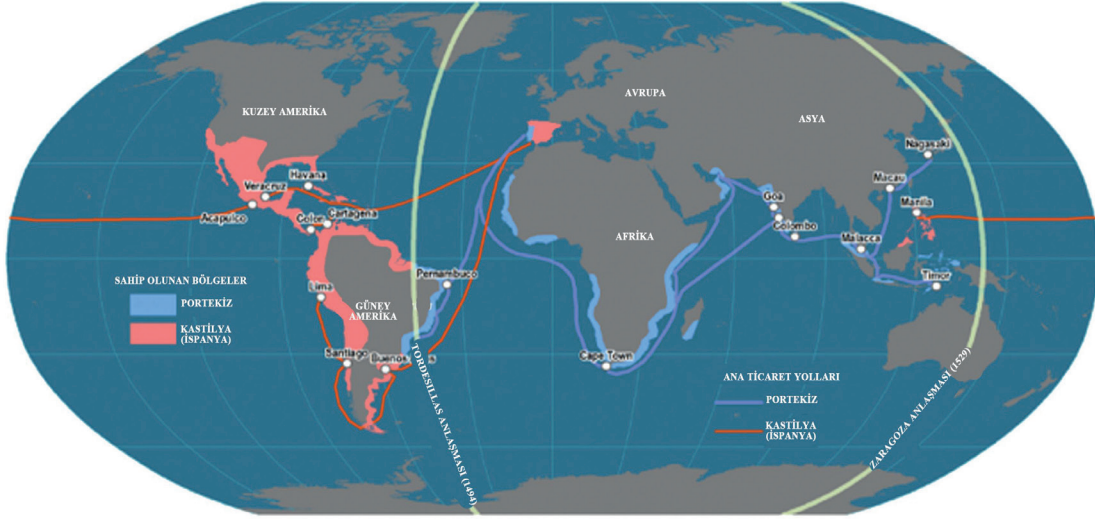 KUZEY AMERİKA
AVRUPA
ASYA
Nagasaki
Havana
Veracruz
Macau
Acapulco
Cartagena
Colon
Goa
Manila
Colombo
AFRİKA
Malacca
SAHİP OLUNAN BÖLGELER
PORTEKİZ
KASTİLYA
(İSPANYA)
Pernambuco
Timor
Lima
GÜNEY
AMERİKA
Santiago
Buenos
Cape Town
TORDESILLAS ANLAŞMASI (1494)
ZARAGOZA ANLAŞMASI (1529)
ANA TİCARET YOLLARI
PORTEKİZ
KASTİLYA
(İSPANYA)